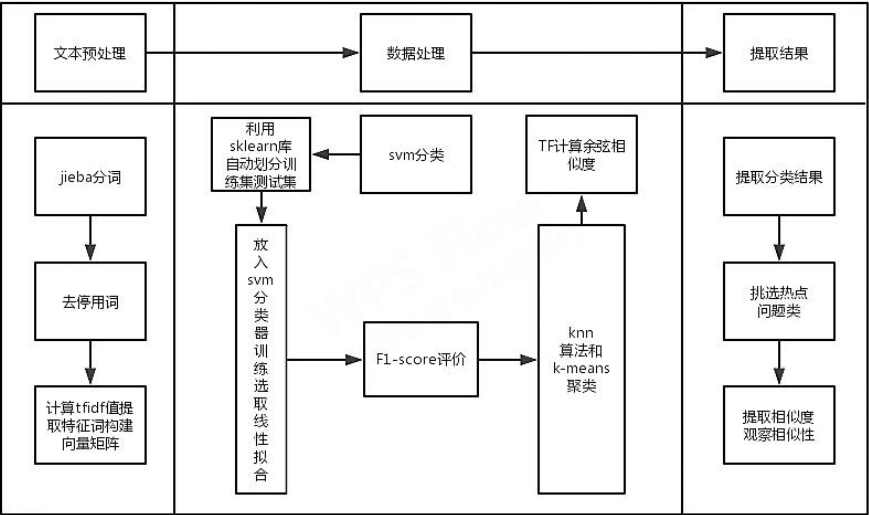 文本预处理
数据处理
提取结果
jieba分词
去停用词
计算tfidf值提
取特征词构建
向量矩阵
利用
sklearn库
自动划分训
练集测试集
svm分类
放
入
svm
分
类
器
训
练
选
取
线
性
拟
合
F1-score评价
knn
算法和
k-means
聚类
TF计算余弦相
似度
提取分类结果
挑选热点
问题类
提取相似度
观察相似性
WPS Flow